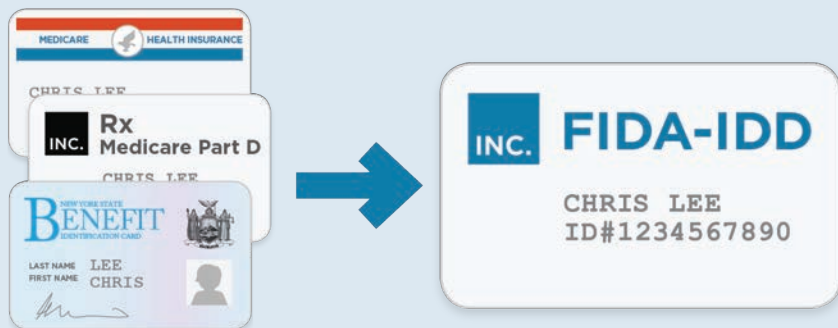 MEDICARE HEALTH INSURANCE
CHRIS LEE
INC.
Rx
Medicare Part D
CHRIS LEE
NEW YORK STATE
BENEFIT
IDENTIFICATION CARD
LAST NAME LEE
FIRST NAME CHRIS
INC. FIDA-IDD
CHRIS LEE
ID#1234567890